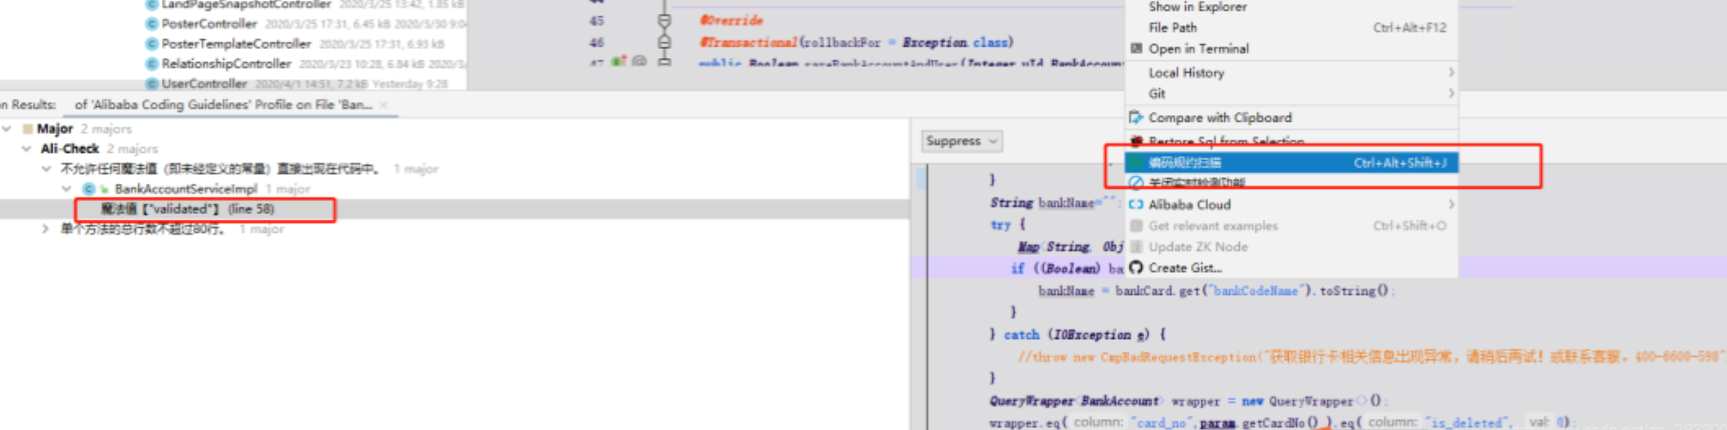 LandPageSnapshotController 2020/3/25 13:42, 1.85 kB
PosterController 2020/3/25 17:31, 6.45 kB 2020/3/30 9:04
PosterTemplateController 2020/3/25 17:31, 6.93 kB
RelationshipController 2020/3/23 10:28, 6.84 kB 2020/3/
UserController 2020/4/1 14:51, 7.2 kB Yesterday 9:28
44
45 @Override
46 @Transactional(rollbackFor = Exception.class)
47 public Boolean saveBankAccountAndUser(Integer uId, BankAccoun
Show in Explorer
File Path Ctrl+Alt+F12
Open in Terminal
Local History
Git
Compare with Clipboard
Restore Sql from Selection
编码规约扫描 Ctrl+Alt+Shift+J
关闭实时检测功能
Alibaba Cloud
Get relevant examples Ctrl+Shift+O
Update ZK Node
Create Gist...
n Results: of 'Alibaba Coding Guidelines' Profile on File 'Ban...
Major 2 majors
Ali-Check 2 majors
不允许任何魔法值（即未经定义的常量）直接出现在代码中。 1 major
BankAccountServiceImpl 1 major
魔法值【"validated"】 (line 58)
单个方法的总行数不超过80行。 1 major
Suppress
}
String bankName="";
try {
Map<String, Obj
if ((Boolean) ba
bankName = bankCard.get("bankCodeName").toString();
}
} catch (IOException e) {
//throw new CmpBadRequestException("获取银行卡相关信息出现异常，请稍后再试！或联系客服。400-6600-598"
}
QueryWrapper<BankAccount> wrapper = new QueryWrapper<>();
wrapper.eq( column: "card_no",param.getCardNo() ).eq( column: "is_deleted", val: 0);